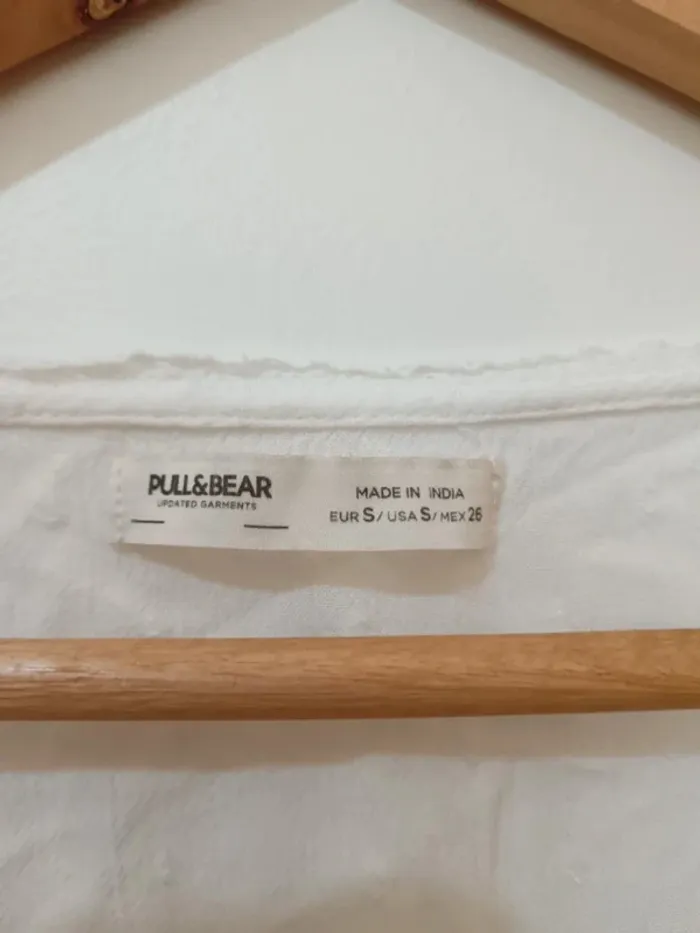 PULL&BEAR
UPDATED GARMENTS
MADE IN INDIA
EUR S/ USA S/ MEX 26